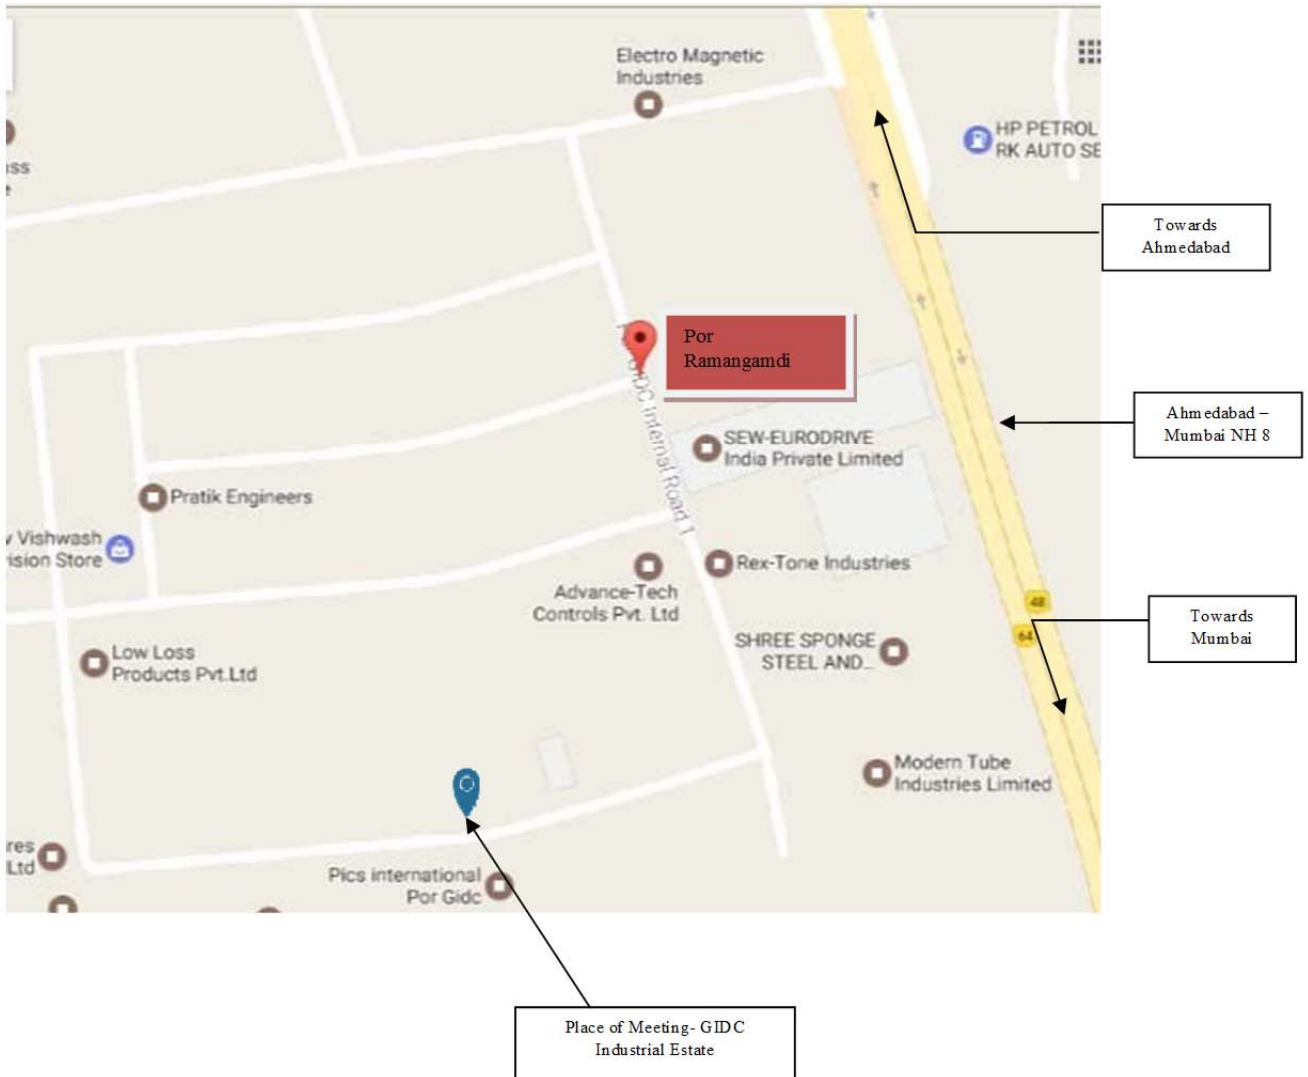 Electro Magnetic
Industries
HP PETROL
RK AUTO SE
ss
Towards
Ahmedabad
Por
Ramangamdi
GIDC Internal Road 1
Ahmedabad –
Mumbai NH 8
SEW-EURODRIVE
India Private Limited
Pratik Engineers
v Vishwash
ision Store
Rex-Tone Industries
Advance-Tech
Controls Pvt. Ltd
48
64
Towards
Mumbai
SHREE SPONGE
STEEL AND...
Low Loss
Products Pvt.Ltd
Modern Tube
Industries Limited
res
Ltd
Pics international
Por Gidc
Place of Meeting- GIDC
Industrial Estate